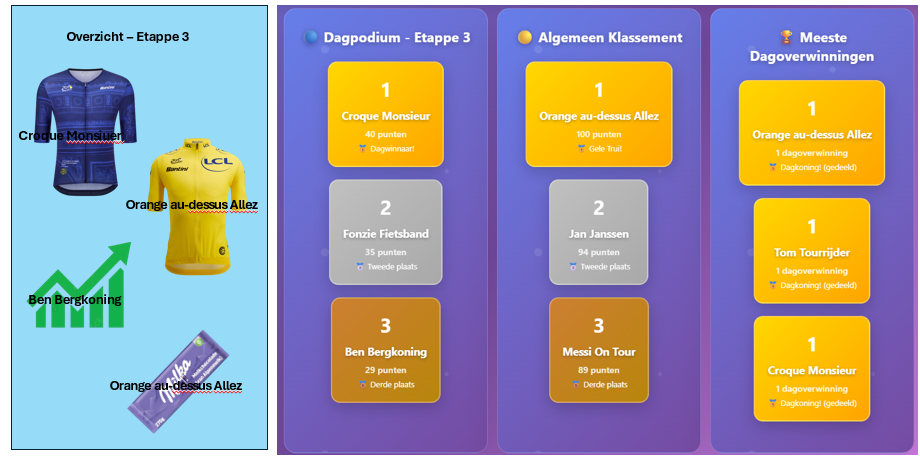 Overzicht – Etappe 3
Croque Monsiuer
Santini
LCL
Santini
Orange au-dessus Allez
Ben Bergkoning
Milka
Orange au-dessus Allez
Dagpodium - Etappe 3
1
Croque Monsieur
40 punten
Dagwinnaar!
2
Fonzie Fietsband
35 punten
Tweede plaats
3
Ben Bergkoning
29 punten
Derde plaats
Algemeen Klassement
1
Orange au-dessus Allez
100 punten
Gele Trui!
2
Jan Janssen
94 punten
Tweede plaats
3
Messi On Tour
89 punten
Derde plaats
Meeste
Dagoverwinningen
1
Orange au-dessus Allez
1 dagoverwinning
Dagkoning! (gedeeld)
1
Tom Tourrijder
1 dagoverwinning
Dagkoning! (gedeeld)
1
Croque Monsieur
1 dagoverwinning
Dagkoning! (gedeeld)